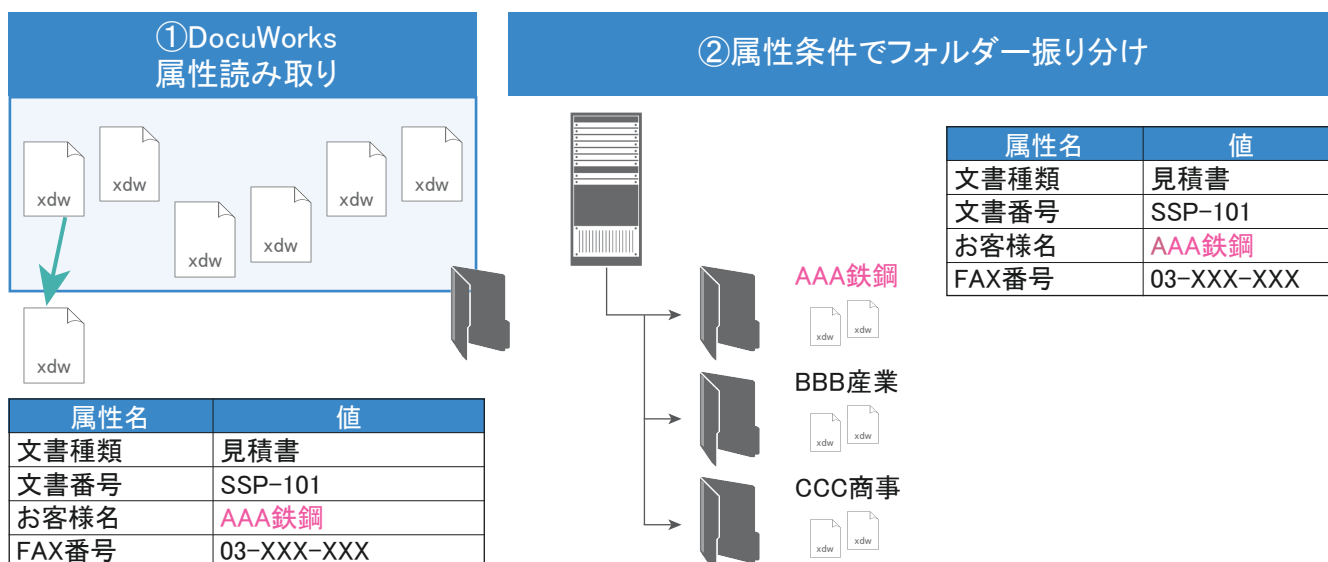 ①DocuWorks
属性読み取り
xdw
xdw
xdw
xdw
xdw
xdw
xdw
属性名 値
文書種類 見積書
文書番号 SSP-101
お客様名 AAA鉄鋼
FAX番号 03-XXX-XXX
②属性条件でフォルダー振り分け
AAA鉄鋼
xdw xdw
BBB産業
xdw xdw
CCC商事
xdw xdw
属性名 値
文書種類 見積書
文書番号 SSP-101
お客様名 AAA鉄鋼
FAX番号 03-XXX-XXX